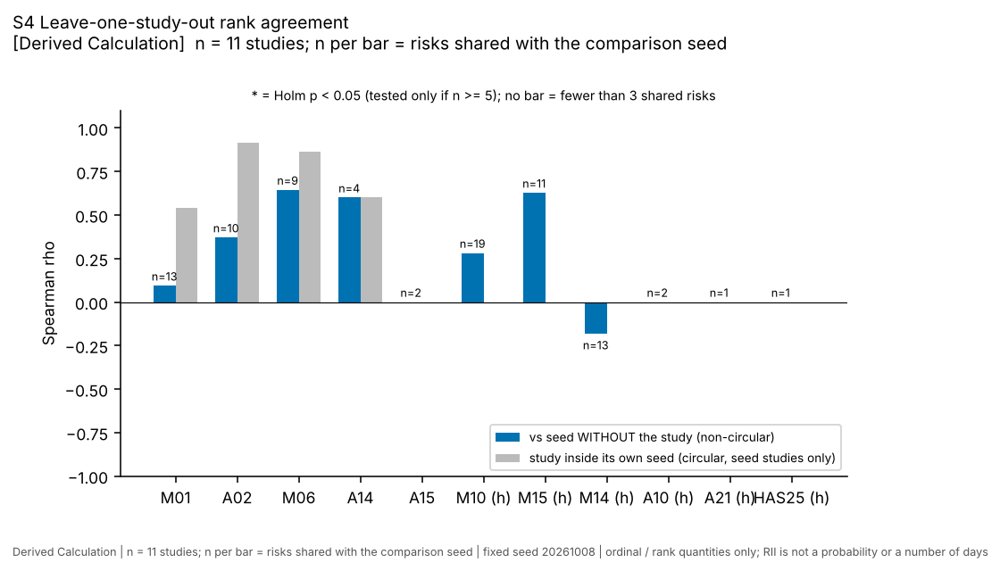 S4 Leave-one-study-out rank agreement
[Derived Calculation]  n = 11 studies; n per bar = risks shared with the comparison seed
* = Holm p < 0.05 (tested only if n >= 5); no bar = fewer than 3 shared risks
Spearman rho
1.00
0.75
0.50
0.25
0.00
−0.25
−0.50
−0.75
−1.00
n=13
n=10
n=9
n=4
n=2
n=19
n=11
n=13
n=2
n=1
n=1
vs seed WITHOUT the study (non-circular)
study inside its own seed (circular, seed studies only)
M01 A02 M06 A14 A15 M10 (h) M15 (h) M14 (h) A10 (h) A21 (h) HAS25 (h)
Derived Calculation | n = 11 studies; n per bar = risks shared with the comparison seed | fixed seed 20261008 | ordinal / rank quantities only; RII is not a probability or a number of days